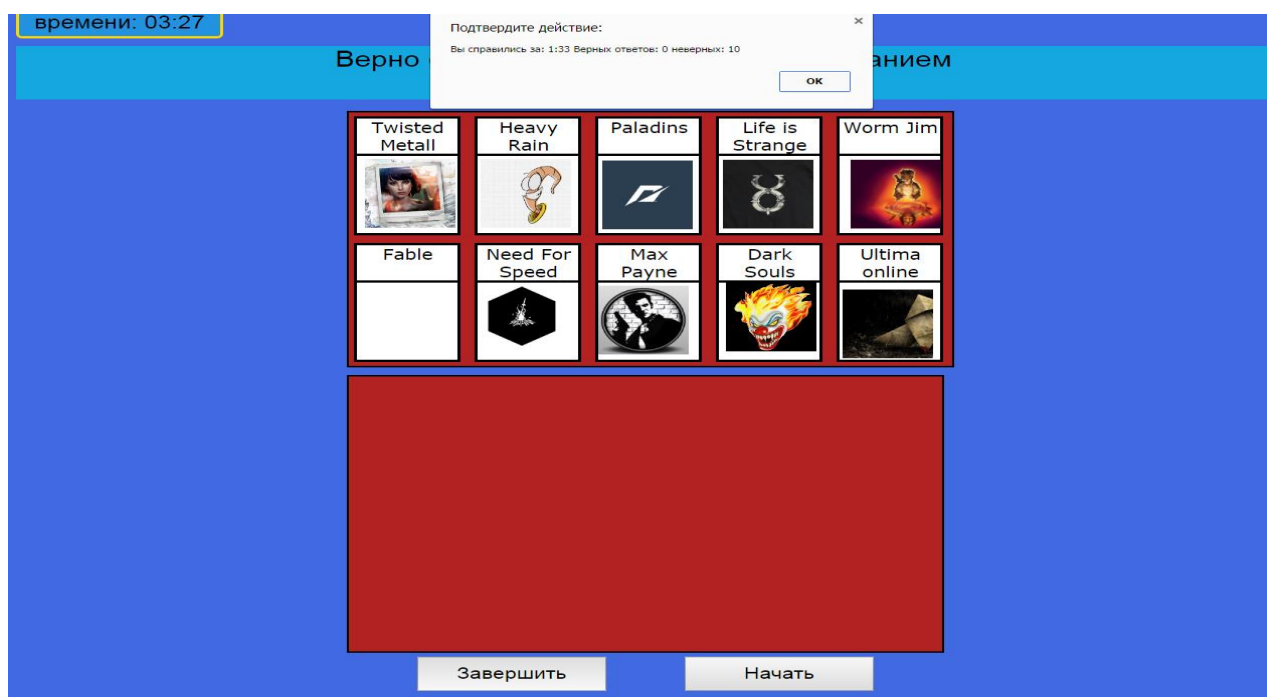 времени: 03:27
Подтвердите действие:
×
Вы справились за: 1:33 Верных ответов: 0 неверных: 10
OK
Верно
анием
Twisted
Metall
Heavy
Rain
Paladins
Life is
Strange
Worm Jim
Fable
Need For
Speed
Max
Payne
Dark
Souls
Ultima
online
Завершить
Начать